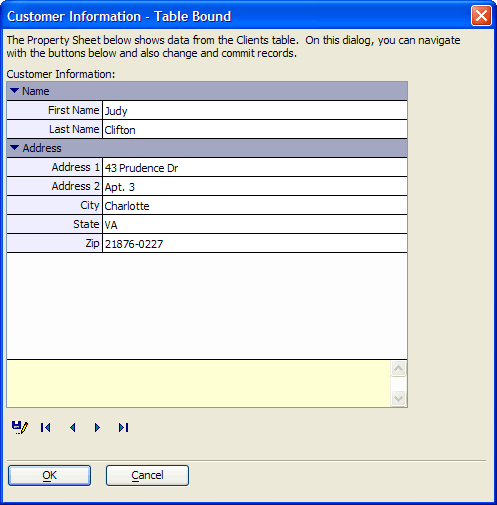 Customer Information - Table Bound
The Property Sheet below shows data from the Clients table.  On this dialog, you can navigate
with the buttons below and also change and commit records.
Customer Information:
Name
First Name Judy
Last Name Clifton
Address
Address 1 43 Prudence Dr
Address 2 Apt. 3
City Charlotte
State VA
Zip 21876-0227
OK Cancel